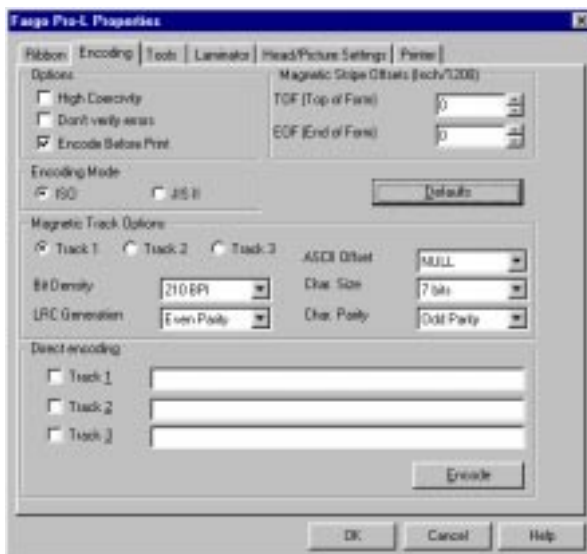 Fargo Pro-L Properties
Ribbon Encoding Tools Laminator Head/Picture Settings Printer
Options
High Coercivity
Don't verify errors
Encode Before Print
Magnetic Stripe Offsets (Inch/1200)
TOF (Top of Form) 0
EOF (End of Form) 0
Encoding Mode
ISO JIS II
Defaults
Magnetic Track Options
Track 1 Track 2 Track 3
ASCII Offset NULL
Bit Density 210 BPI
Char. Size 7 bits
LRC Generation Even Parity
Char. Parity Odd Parity
Direct encoding
Track 1
Track 2
Track 3
Encode
OK Cancel Help